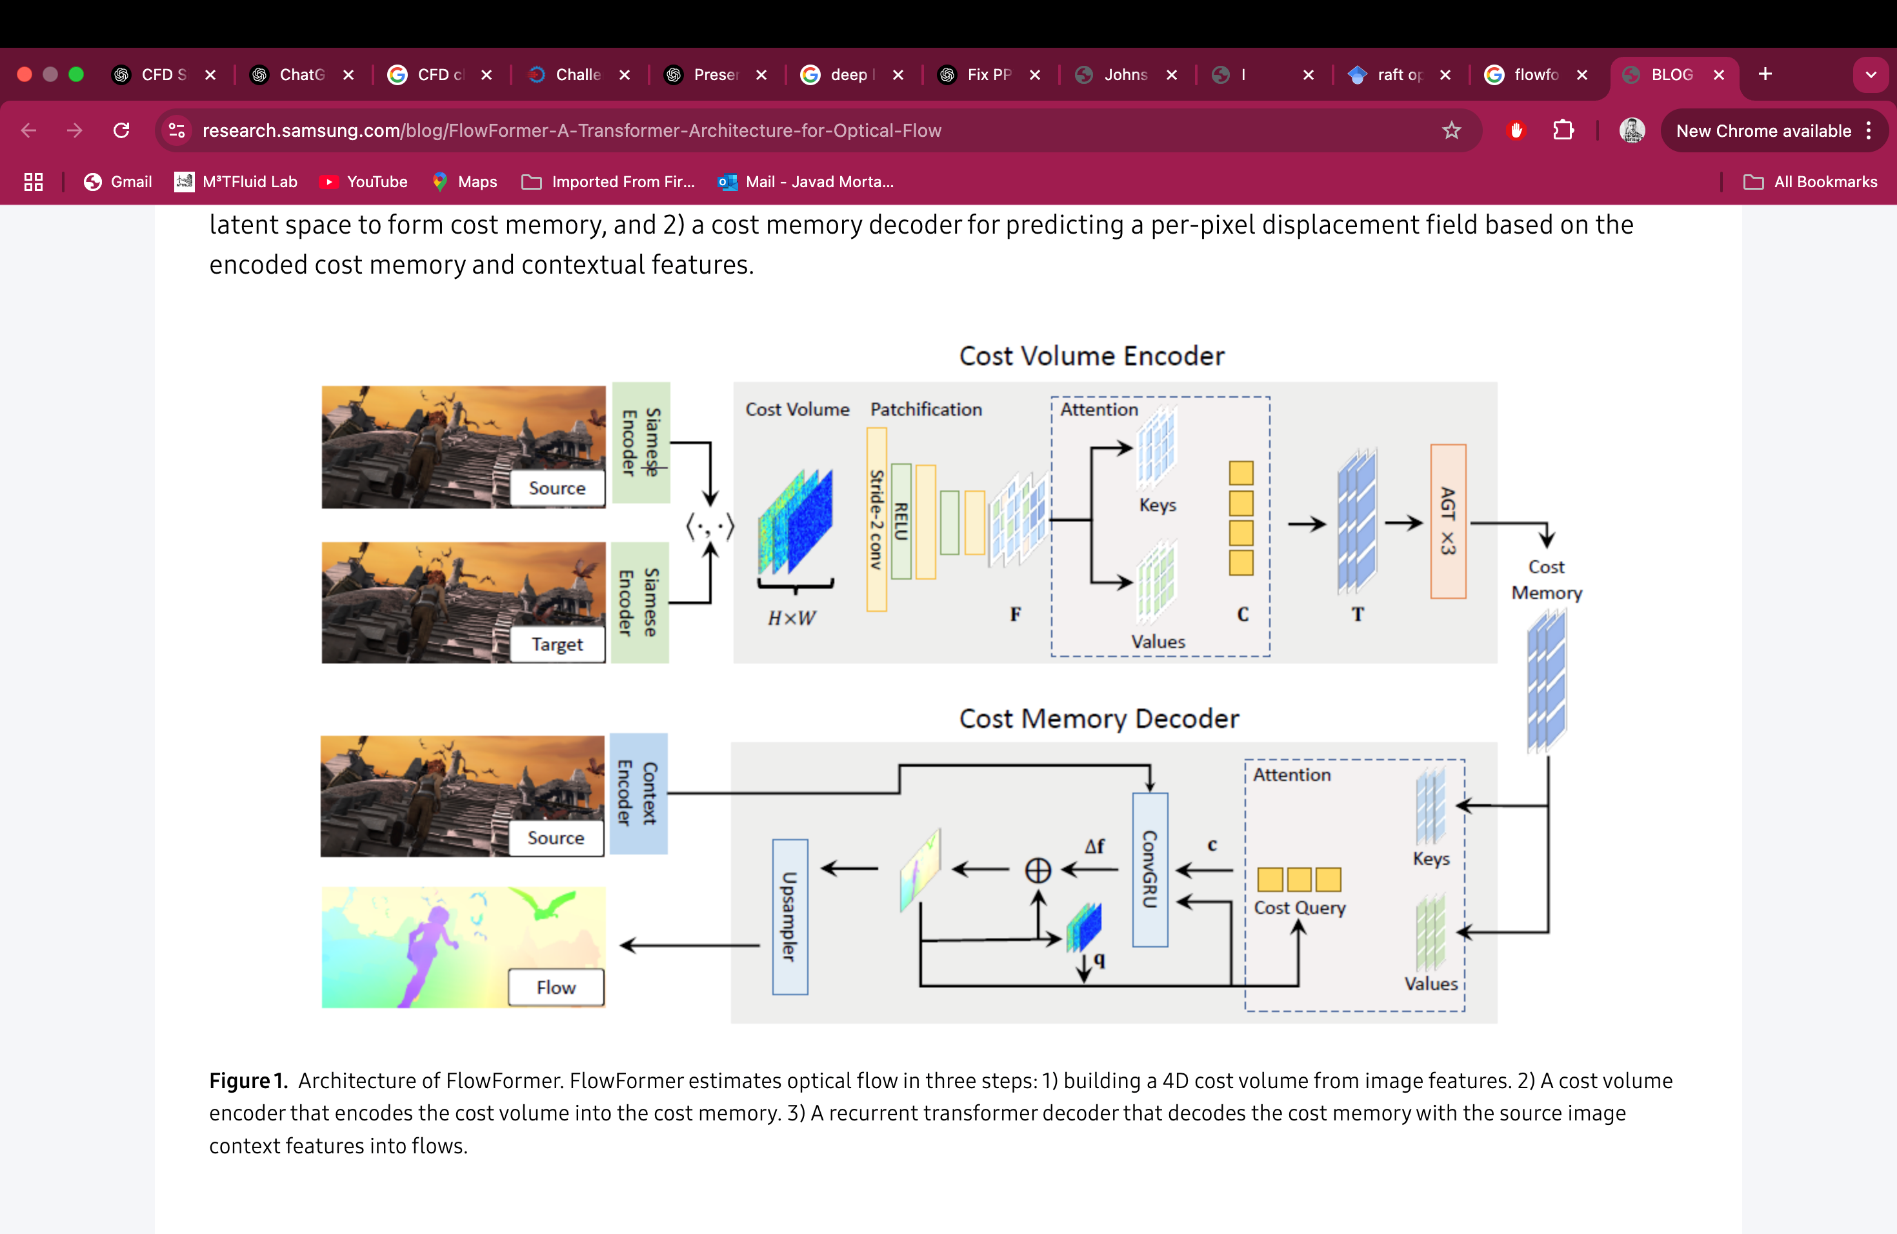 CFD S
ChatG
CFD cl
Challe
Preser
deep l
Fix PP
Johns
I
raft op
flowfo
BLOG
research.samsung.com/blog/FlowFormer-A-Transformer-Architecture-for-Optical-Flow
New Chrome available
Gmail
M³TFluid Lab
YouTube
Maps
Imported From Fir...
Mail - Javad Morta...
All Bookmarks
latent space to form cost memory, and 2) a cost memory decoder for predicting a per-pixel displacement field based on the
encoded cost memory and contextual features.
Cost Volume Encoder
Source
Siamese
Encoder
Target
Siamese
Encoder
⟨·,·⟩
Cost Volume
H×W
Patchification
Stride-2 conv
RELU
F
Attention
Keys
Values
C
T
AGT ×3
Cost
Memory
Cost Memory Decoder
Source
Context
Encoder
Flow
Upsampler
Δf
q
ConvGRU
c
Attention
Cost Query
Keys
Values
Figure 1. Architecture of FlowFormer. FlowFormer estimates optical flow in three steps: 1) building a 4D cost volume from image features. 2) A cost volume
encoder that encodes the cost volume into the cost memory. 3) A recurrent transformer decoder that decodes the cost memory with the source image
context features into flows.